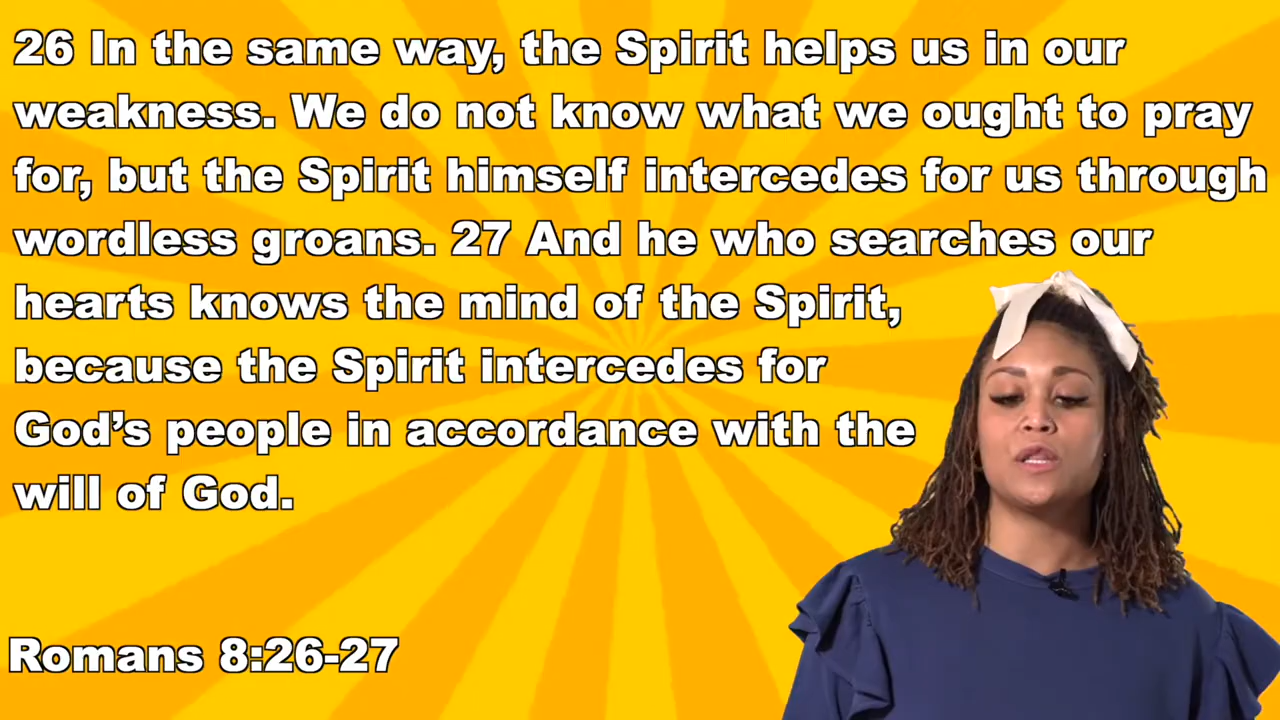 26 In the same way, the Spirit helps us in our
weakness. We do not know what we ought to pray
for, but the Spirit himself intercedes for us through
wordless groans. 27 And he who searches our
hearts knows the mind of the Spirit,
because the Spirit intercedes for
God’s people in accordance with the
will of God.
Romans 8:26-27